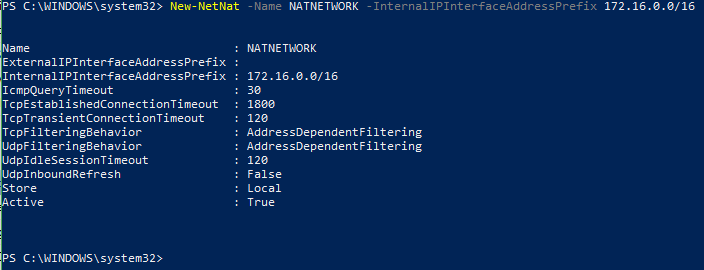 PS C:\WINDOWS\system32> New-NetNat -Name NATNETWORK -InternalIPInterfaceAddressPrefix 172.16.0.0/16
Name                             : NATNETWORK
ExternalIPInterfaceAddressPrefix :
InternalIPInterfaceAddressPrefix : 172.16.0.0/16
IcmpQueryTimeout                 : 30
TcpEstablishedConnectionTimeout  : 1800
TcpTransientConnectionTimeout    : 120
TcpFilteringBehavior             : AddressDependentFiltering
UdpFilteringBehavior             : AddressDependentFiltering
UdpIdleSessionTimeout            : 120
UdpInboundRefresh                : False
Store                            : Local
Active                           : True
PS C:\WINDOWS\system32>